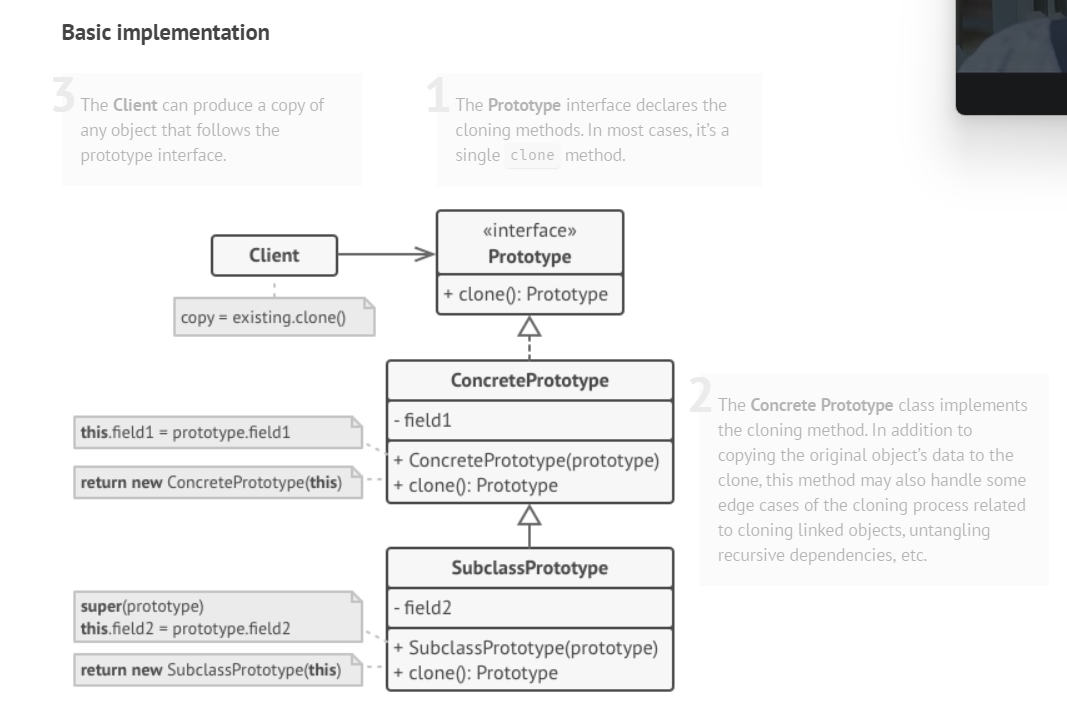 Basic implementation
3
The Client can produce a copy of
any object that follows the
prototype interface.
1
The Prototype interface declares the
cloning methods. In most cases, it's a
single clone method.
Client
copy = existing.clone()
«interface»
Prototype
+ clone(): Prototype
ConcretePrototype
- field1
+ ConcretePrototype(prototype)
+ clone(): Prototype
this.field1 = prototype.field1
return new ConcretePrototype(this)
2
The Concrete Prototype class implements
the cloning method. In addition to
copying the original object's data to the
clone, this method may also handle some
edge cases of the cloning process related
to cloning linked objects, untangling
recursive dependencies, etc.
SubclassPrototype
- field2
+ SubclassPrototype(prototype)
+ clone(): Prototype
super(prototype)
this.field2 = prototype.field2
return new SubclassPrototype(this)